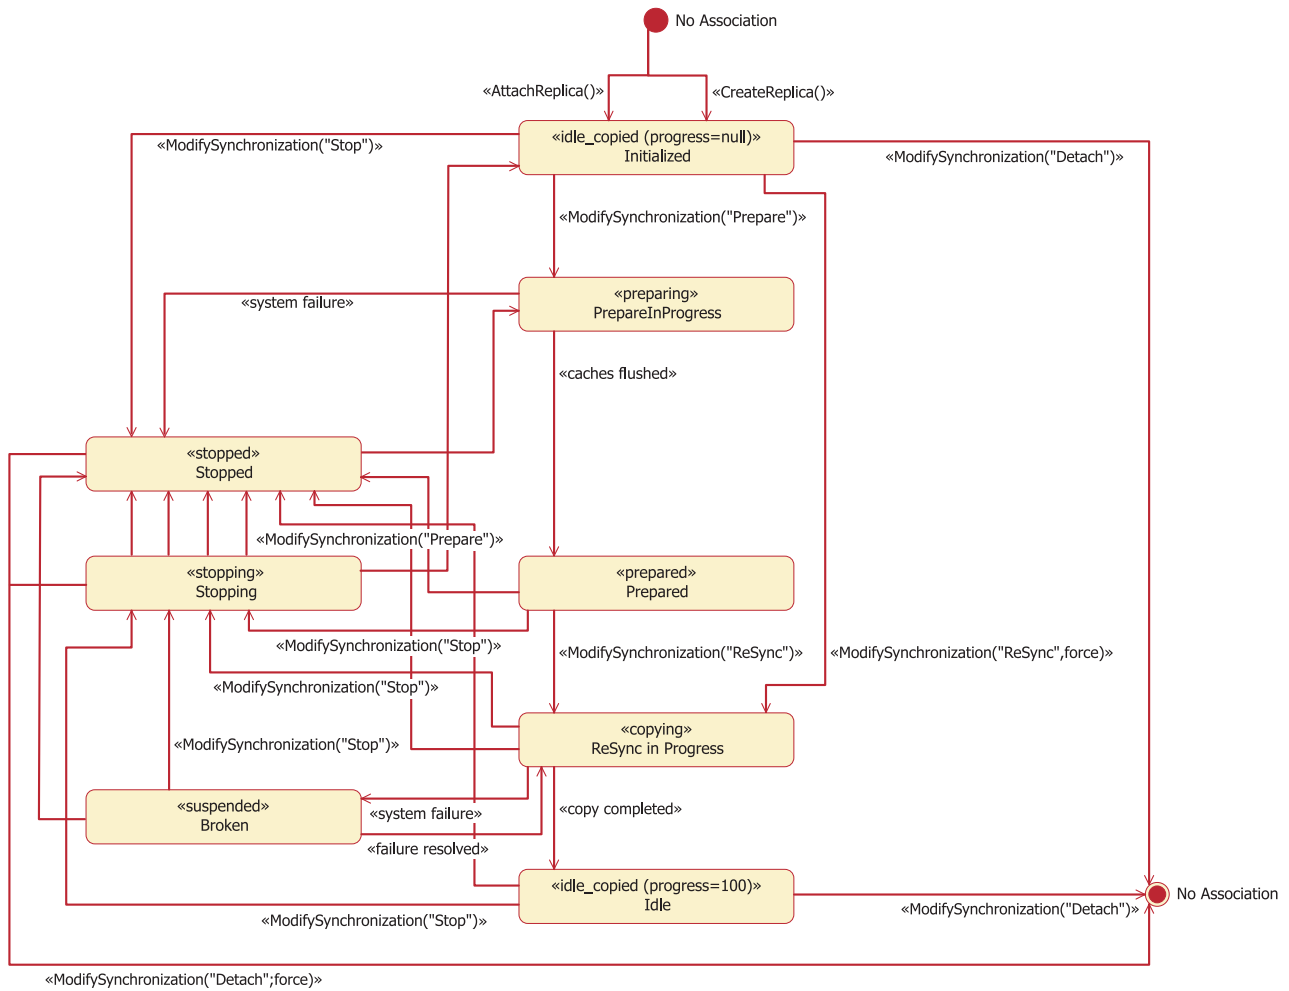 No Association
«AttachReplica()»
«CreateReplica()»
«idle_copied (progress=null)»
Initialized
«ModifySynchronization("Stop")»
«ModifySynchronization("Detach")»
«ModifySynchronization("Prepare")»
«preparing»
PrepareInProgress
«system failure»
«caches flushed»
«stopped»
Stopped
«ModifySynchronization("Prepare")»
«stopping»
Stopping
«prepared»
Prepared
«ModifySynchronization("Stop")»
«ModifySynchronization("ReSync")»
«ModifySynchronization("ReSync",force)»
«ModifySynchronization("Stop")»
«copying»
ReSync in Progress
«ModifySynchronization("Stop")»
«suspended»
Broken
«system failure»
«copy completed»
«failure resolved»
«idle_copied (progress=100)»
Idle
No Association
«ModifySynchronization("Stop")»
«ModifySynchronization("Detach")»
«ModifySynchronization("Detach";force)»